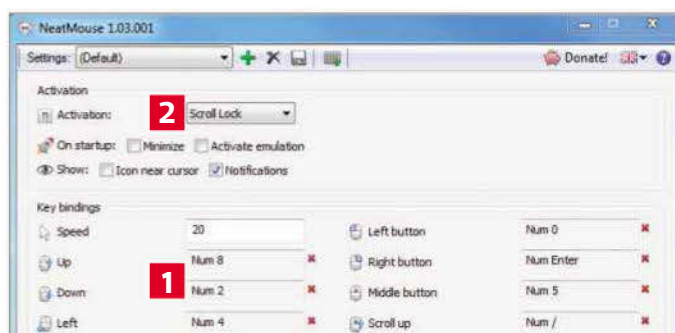 NeatMouse 1.03.001
Settings: (Default) Donate!
Activation
Activation: 2 Scroll Lock
On startup: Minimize Activate emulation
Show: Icon near cursor Notifications
Key bindings
Speed 20 Left button Num 0
Up Num 8 Right button Num Enter
1
Down Num 2 Middle button Num 5
Left Num 4 Scroll up Num /